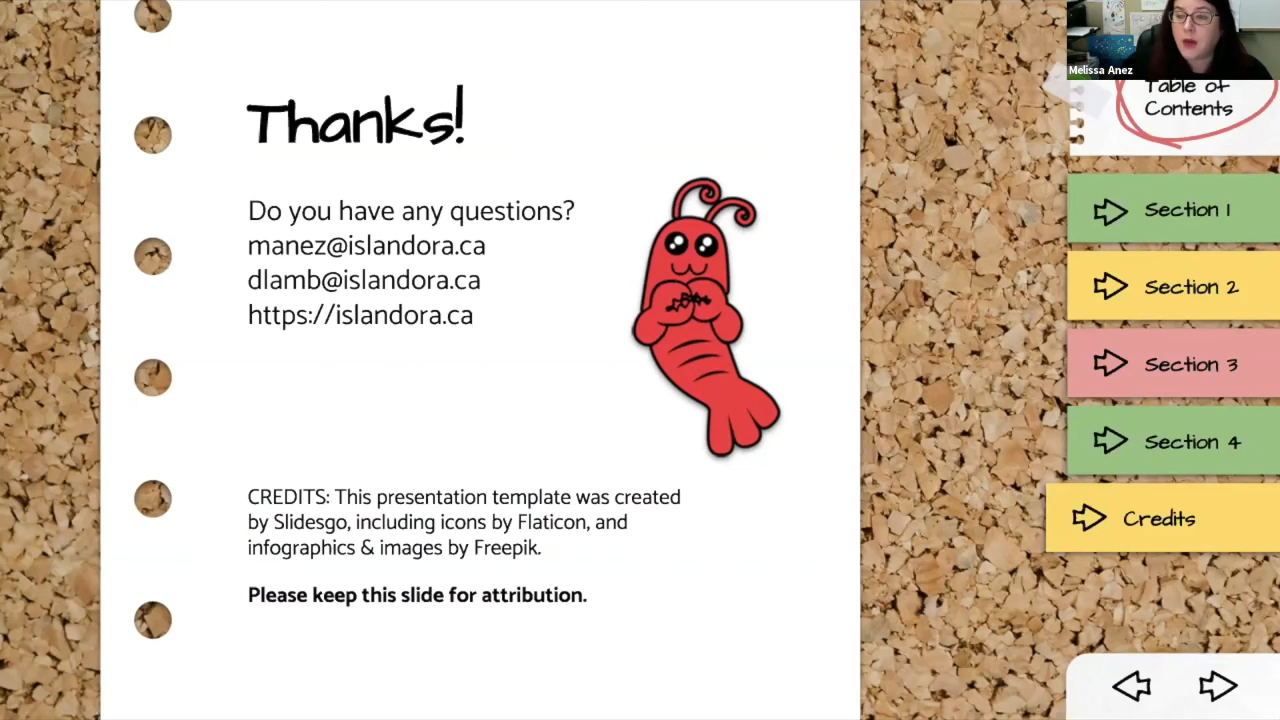 Thanks!
Do you have any questions?
manez@islandora.ca
dlamb@islandora.ca
https://islandora.ca
CREDITS: This presentation template was created
by Slidesgo, including icons by Flaticon, and
infographics & images by Freepik.
Please keep this slide for attribution.
Melissa Anez
Table of
Contents
Section 1
Section 2
Section 3
Section 4
Credits